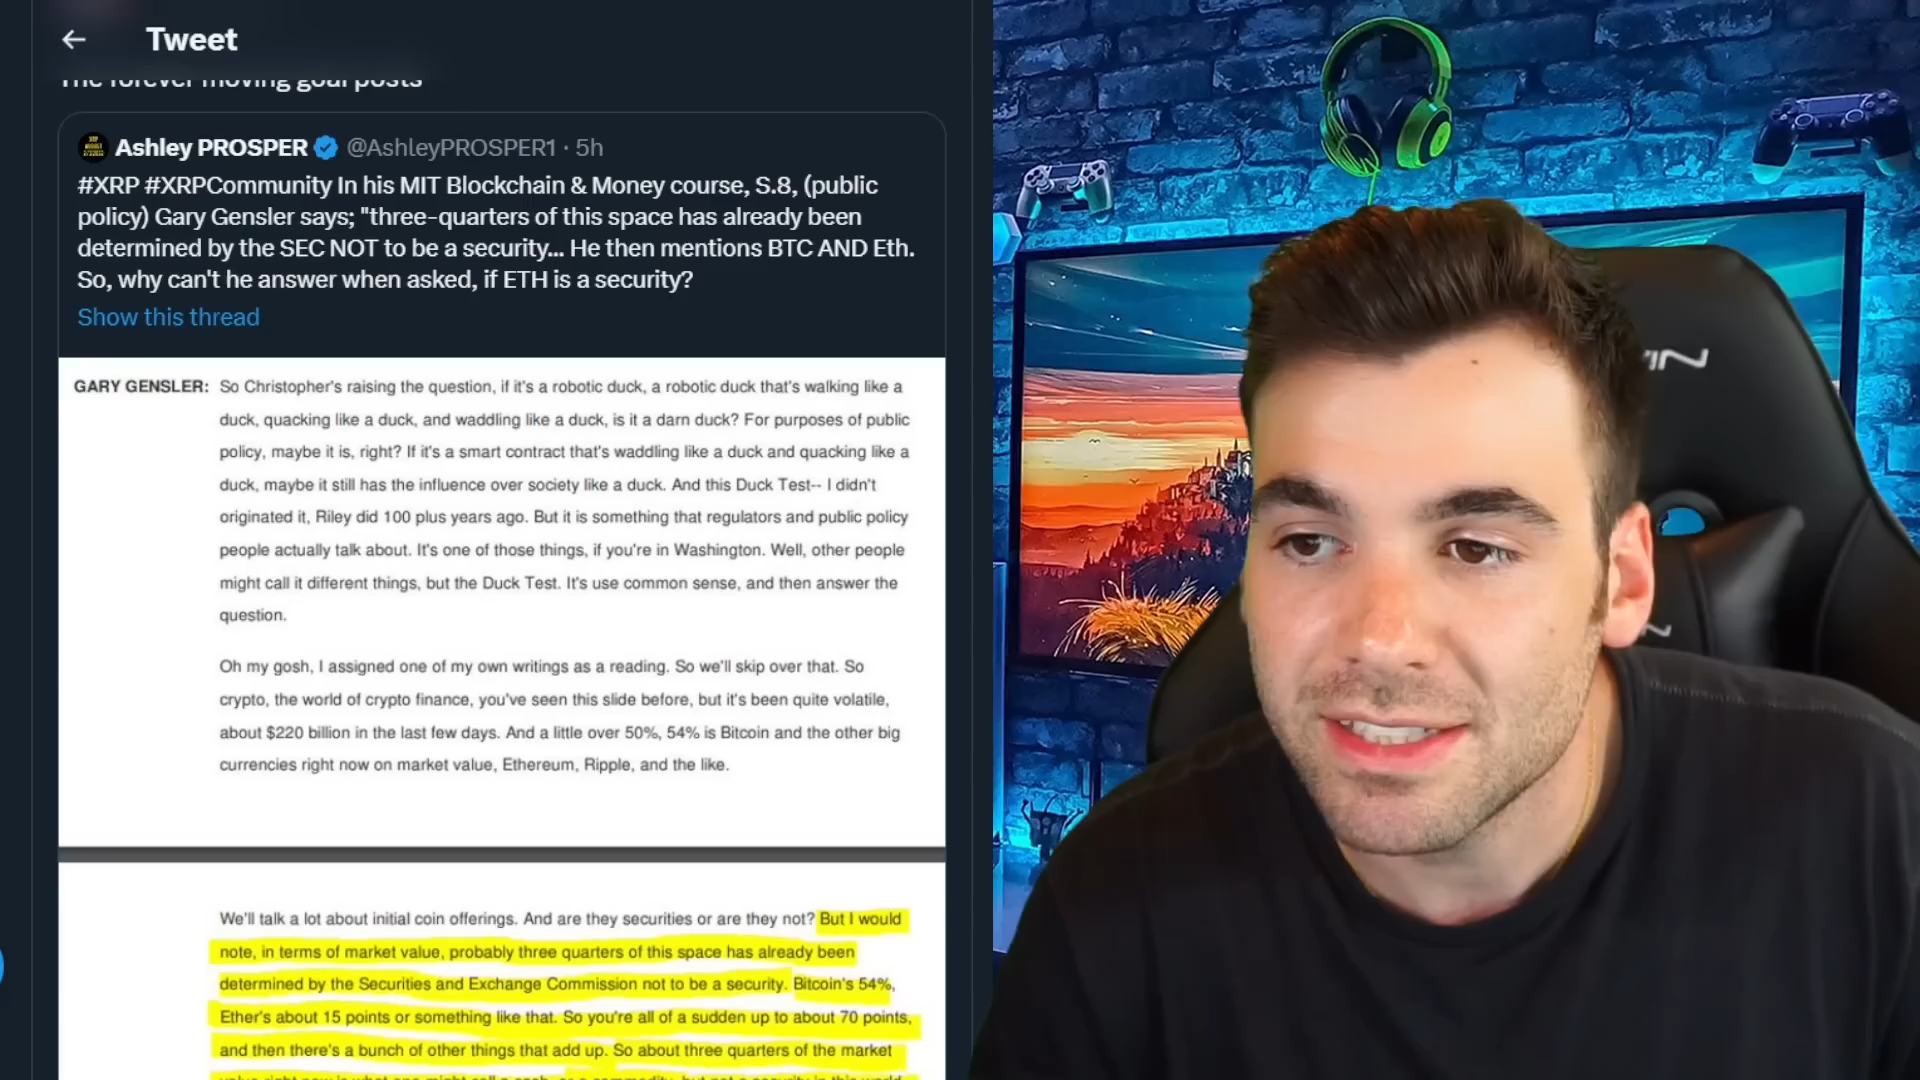 Tweet
The forever moving goal posts
Ashley PROSPER @AshleyPROSPER1 · 5h
#XRP #XRPCommunity In his MIT Blockchain & Money course, S.8, (public
policy) Gary Gensler says; "three-quarters of this space has already been
determined by the SEC NOT to be a security... He then mentions BTC AND Eth.
So, why can't he answer when asked, if ETH is a security?
Show this thread
GARY GENSLER: So Christopher's raising the question, if it's a robotic duck, a robotic duck that's walking like a
duck, quacking like a duck, and waddling like a duck, is it a darn duck? For purposes of public
policy, maybe it is, right? If it's a smart contract that's waddling like a duck and quacking like a
duck, maybe it still has the influence over society like a duck. And this Duck Test-- I didn't
originated it, Riley did 100 plus years ago. But it is something that regulators and public policy
people actually talk about. It's one of those things, if you're in Washington. Well, other people
might call it different things, but the Duck Test. It's use common sense, and then answer the
question.
Oh my gosh, I assigned one of my own writings as a reading. So we'll skip over that. So
crypto, the world of crypto finance, you've seen this slide before, but it's been quite volatile,
about $220 billion in the last few days. And a little over 50%, 54% is Bitcoin and the other big
currencies right now on market value, Ethereum, Ripple, and the like.
We'll talk a lot about initial coin offerings. And are they securities or are they not? But I would
note, in terms of market value, probably three quarters of this space has already been
determined by the Securities and Exchange Commission not to be a security. Bitcoin's 54%,
Ether's about 15 points or something like that. So you're all of a sudden up to about 70 points,
and then there's a bunch of other things that add up. So about three quarters of the market